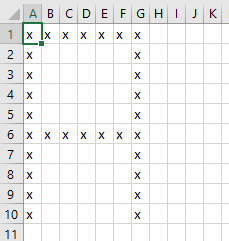 A B C D E F G H I J K
1 x x x x x x x
2 x x
3 x x
4 x x
5 x x
6 x x x x x x x
7 x x
8 x x
9 x x
10 x x
11